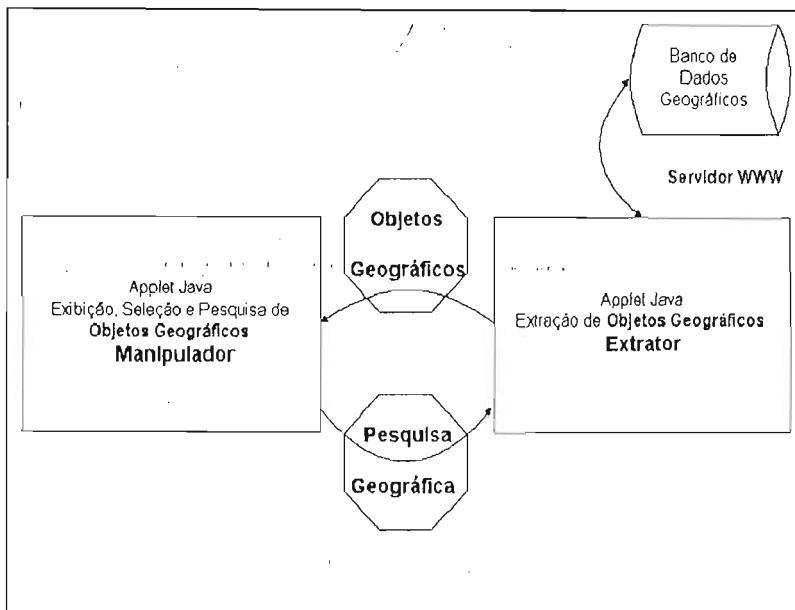 Banco de
Dados
Geográficos
Servidor WWW
Objetos
Geográficos
Applet Java
Exibição, Seleção e Pesquisa de
Objetos Geográficos
Manipulador
Applet Java
Extração de Objetos Geográficos
Extrator
Pesquisa
Geográfica